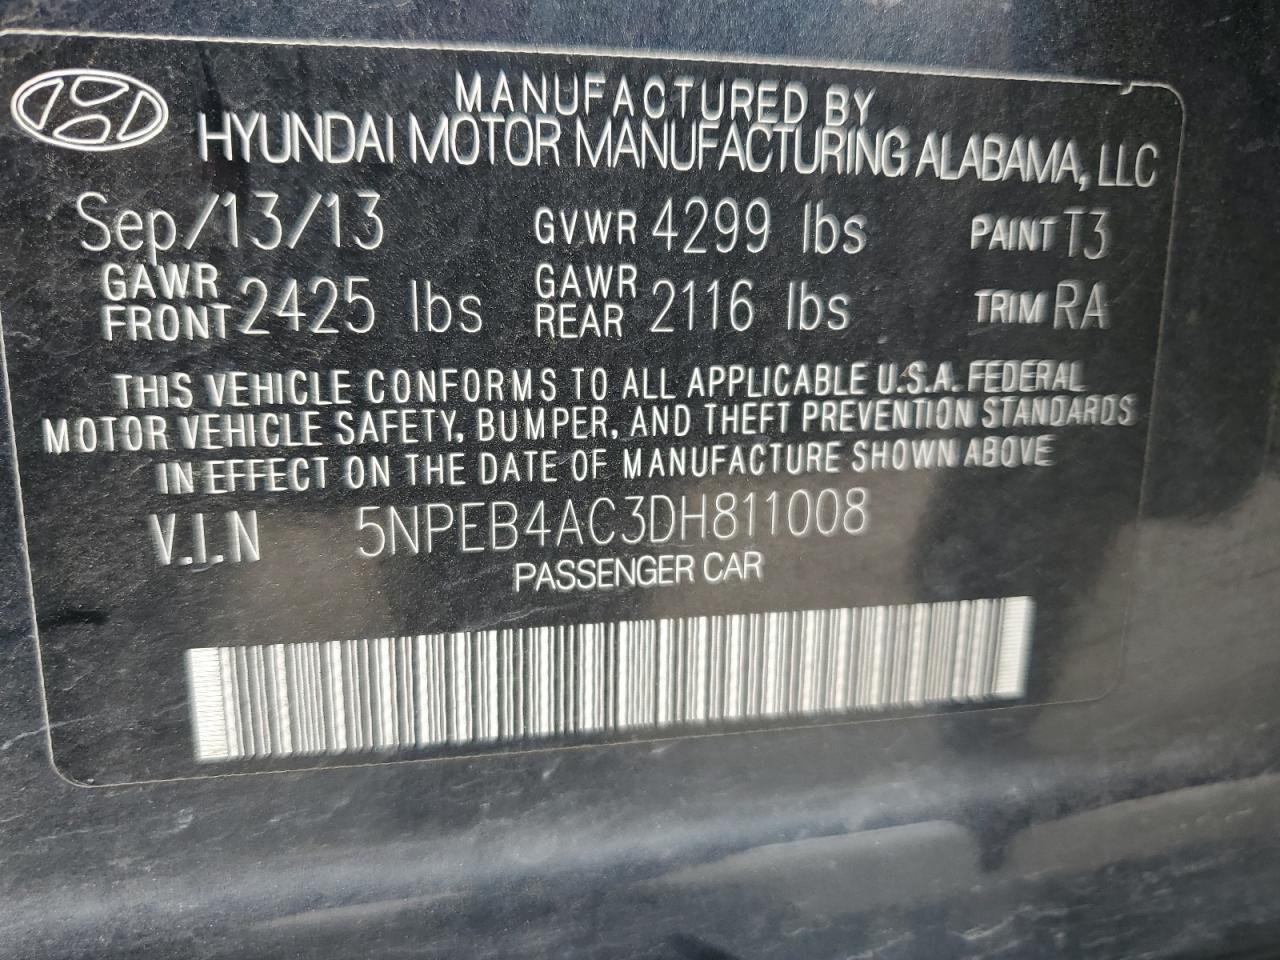 MANUFACTURED BY
HYUNDAI MOTOR MANUFACTURING ALABAMA, LLC
Sep/13/13 GVWR 4299 lbs PAINT T3
GAWR FRONT 2425 lbs GAWR REAR 2116 lbs TRIM RA
THIS VEHICLE CONFORMS TO ALL APPLICABLE U.S.A. FEDERAL
MOTOR VEHICLE SAFETY, BUMPER, AND THEFT PREVENTION STANDARDS
IN EFFECT ON THE DATE OF MANUFACTURE SHOWN ABOVE
V.I.N 5NPEB4AC3DH811008
PASSENGER CAR